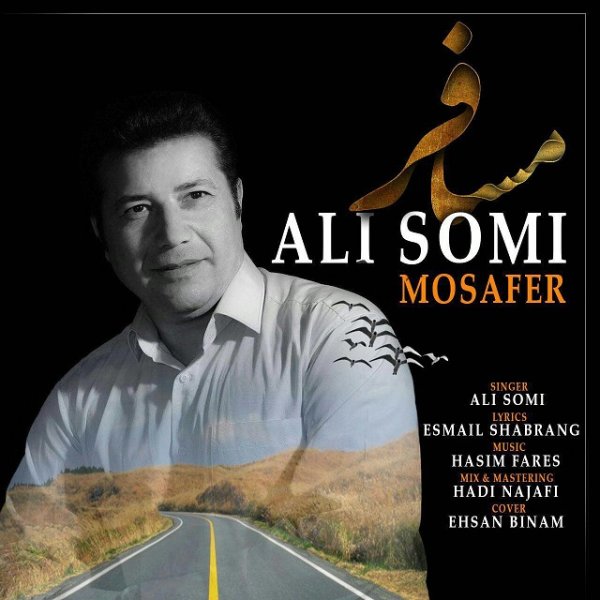 مسافر
ALI SOMI
MOSAFER
SINGER
ALI SOMI
LYRICS
ESMAIL SHABRANG
MUSIC
HASIM FARES
MIX & MASTERING
HADI NAJAFI
COVER
EHSAN BINAM